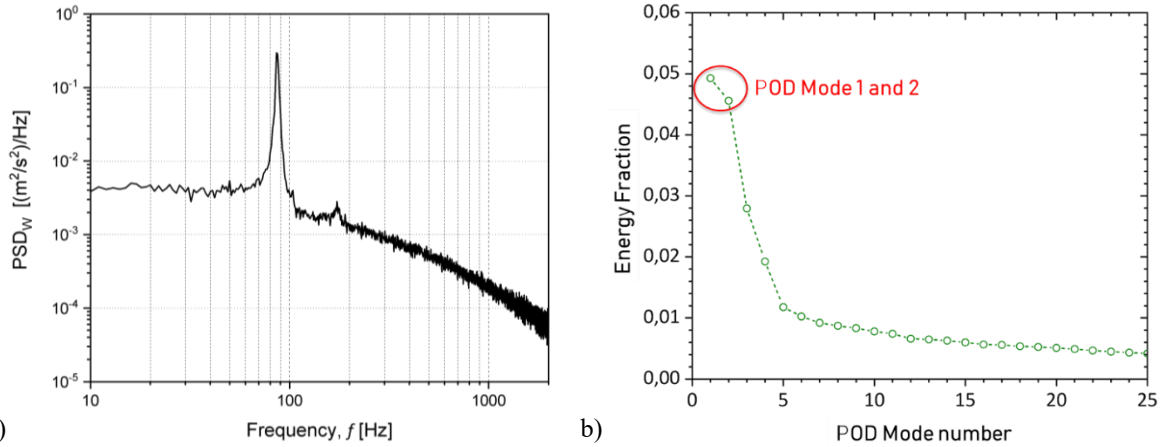 10⁰
10⁻¹
10⁻²
10⁻³
10⁻⁴
10⁻⁵
PSD_W [(m²/s²)/Hz]
10 100 1000
Frequency, f [Hz]
)
b)
0,06
0,05
0,04
0,03
0,02
0,01
0,00
Energy Fraction
POD Mode 1 and 2
0 5 10 15 20 25
POD Mode number